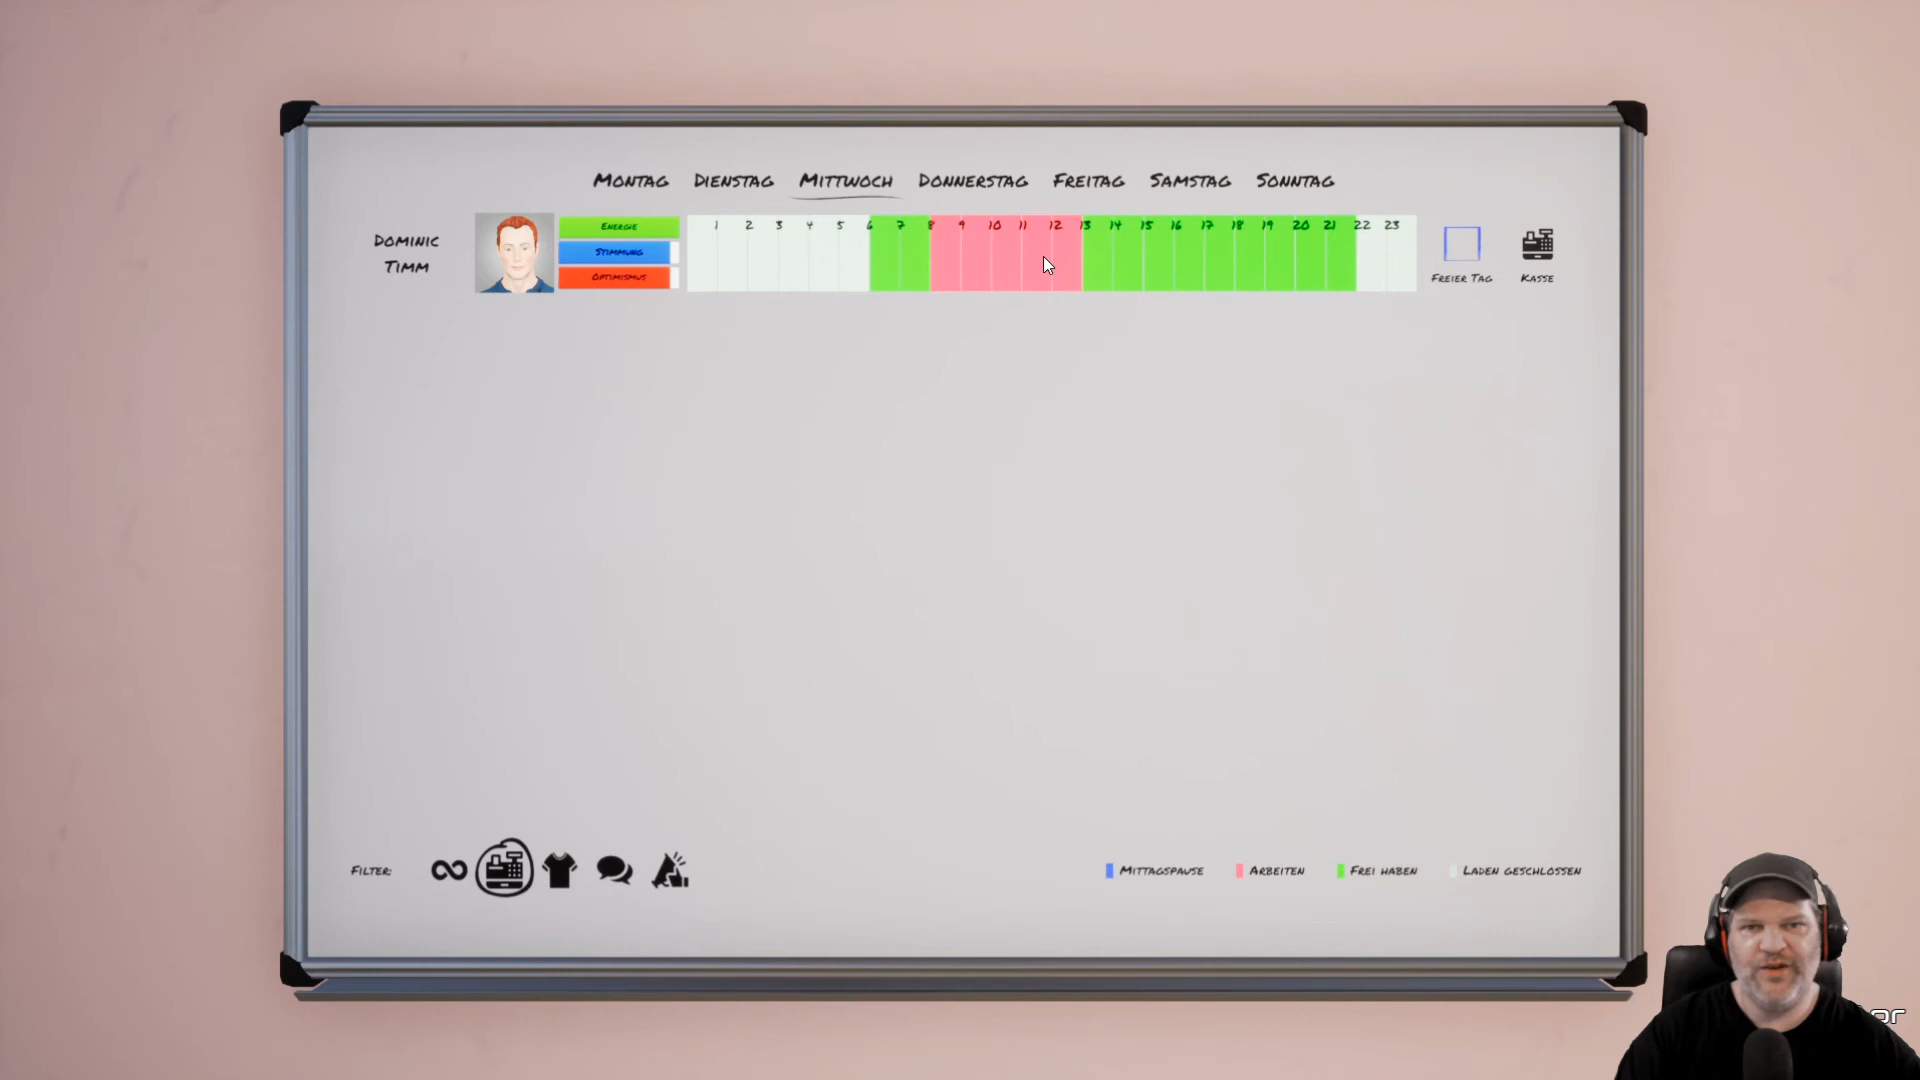 Montag Dienstag Mittwoch Donnerstag Freitag Samstag Sonntag
Dominic
Timm
Energie
Stimmung
Optimismus
1 2 3 4 5 6 7 8 9 10 11 12 13 14 15 16 17 18 19 20 21 22 23
Freier Tag
Kasse
Filter:
Mittagspause Arbeiten Frei haben Laden geschlossen